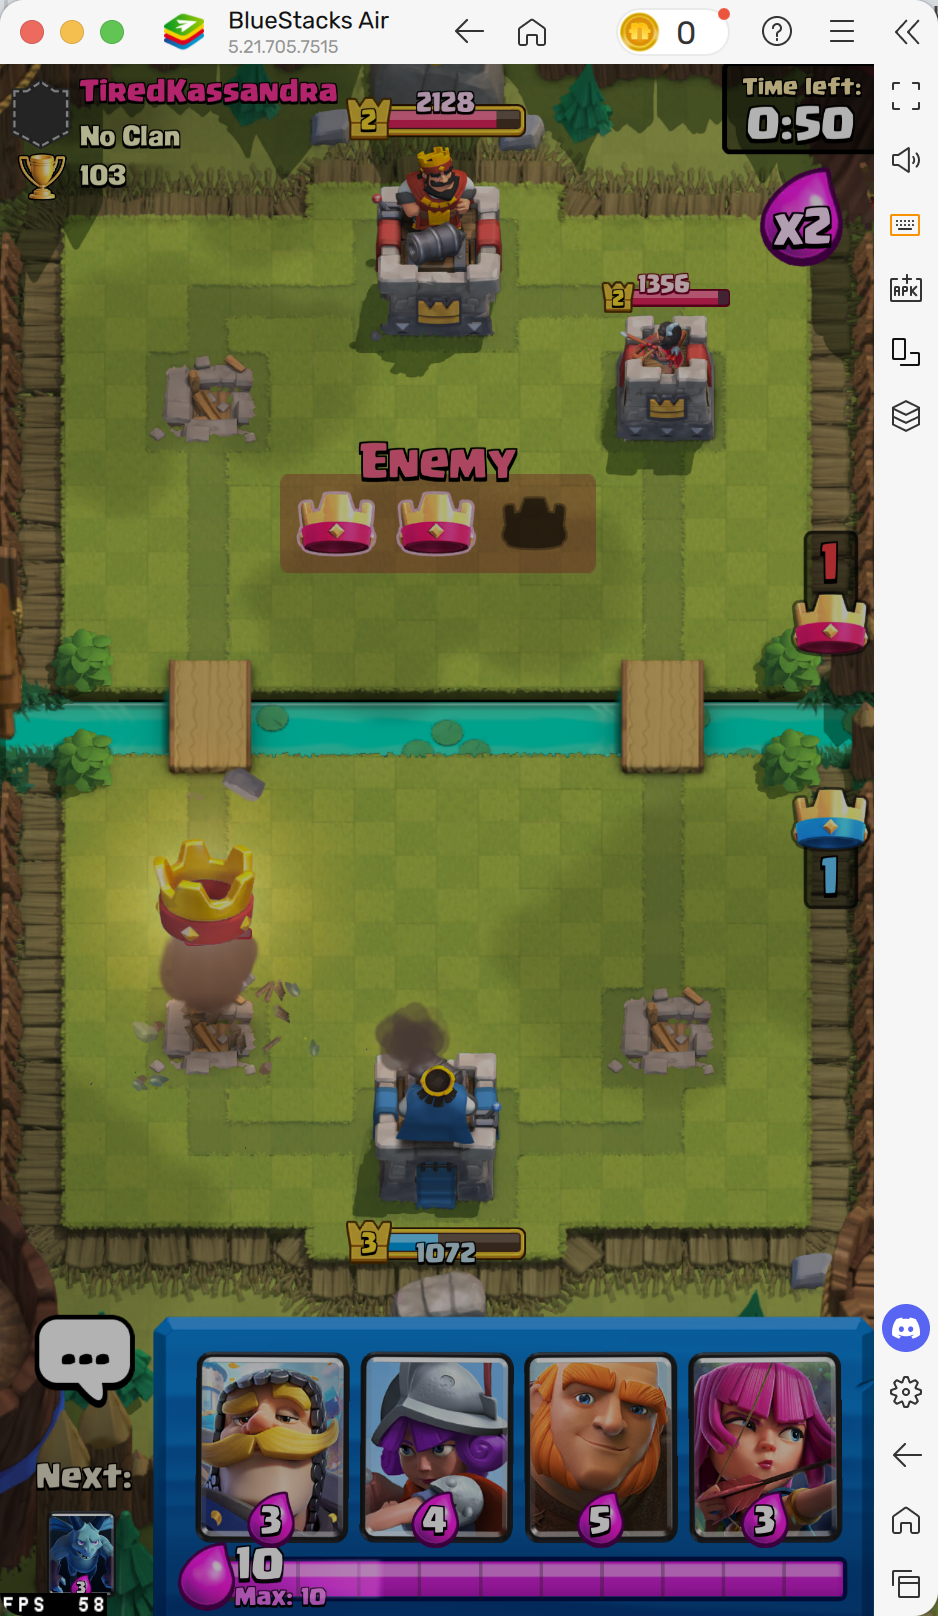 BlueStacks Air
5.21.705.7515
0
TiredKassandra
No Clan
103
2
2128
Time left:
0:50
x2
2
1356
APK
Enemy
1
1
3
1072
...
Next:
3
3
4
5
3
10
Max: 10
FPS 58